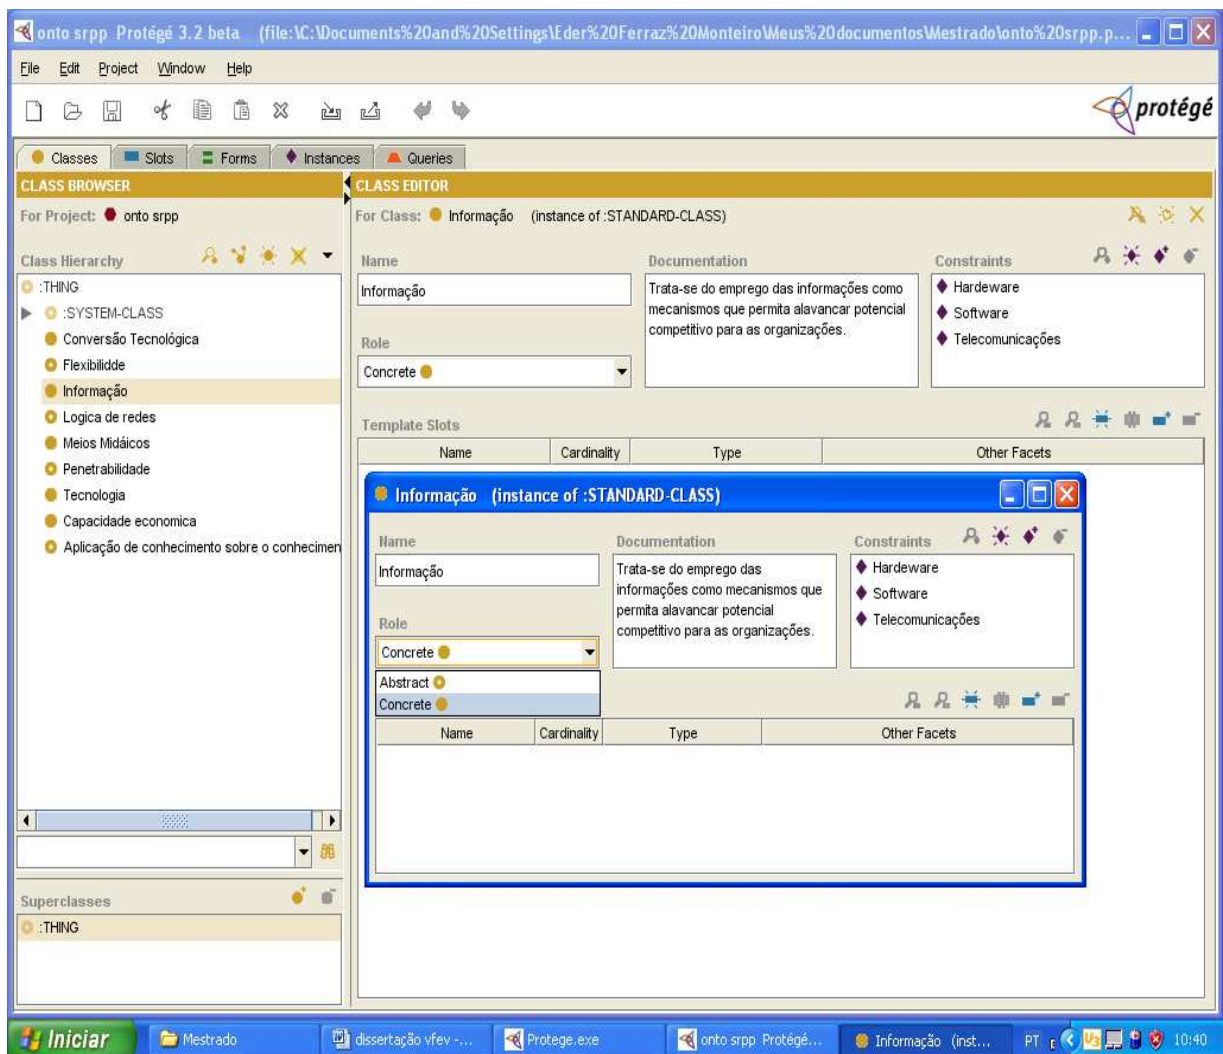 onto srpp Protégé 3.2 beta (file:\C:\Documents%20and%20Settings\Eder%20Ferraz%20Monteiro\Meus%20documentos\Mestrado\onto%20srpp.p...
File Edit Project Window Help
protégé
Classes Slots Forms Instances Queries
CLASS BROWSER
For Project: onto srpp
Class Hierarchy
:THING
:SYSTEM-CLASS
Conversão Tecnológica
Flexibilidde
Informação
Logica de redes
Meios Midáicos
Penetrabilidade
Tecnologia
Capacidade economica
Aplicação de conhecimento sobre o conhecimen
Superclasses
:THING
CLASS EDITOR
For Class: Informação (instance of :STANDARD-CLASS)
Name
Informação
Role
Concrete
Documentation
Trata-se do emprego das informações como
mecanismos que permita alavancar potencial
competitivo para as organizações.
Constraints
Hardeware
Software
Telecomunicações
Template Slots
Name Cardinality Type Other Facets
Informação (instance of :STANDARD-CLASS)
Name
Informação
Role
Concrete
Abstract
Concrete
Documentation
Trata-se do emprego das
informações como mecanismos que
permita alavancar potencial
competitivo para as organizações.
Constraints
Hardeware
Software
Telecomunicações
Name Cardinality Type Other Facets
Iniciar Mestrado dissertação vfev -... Protege.exe onto srpp Protégé... Informação (inst... PT 10:40